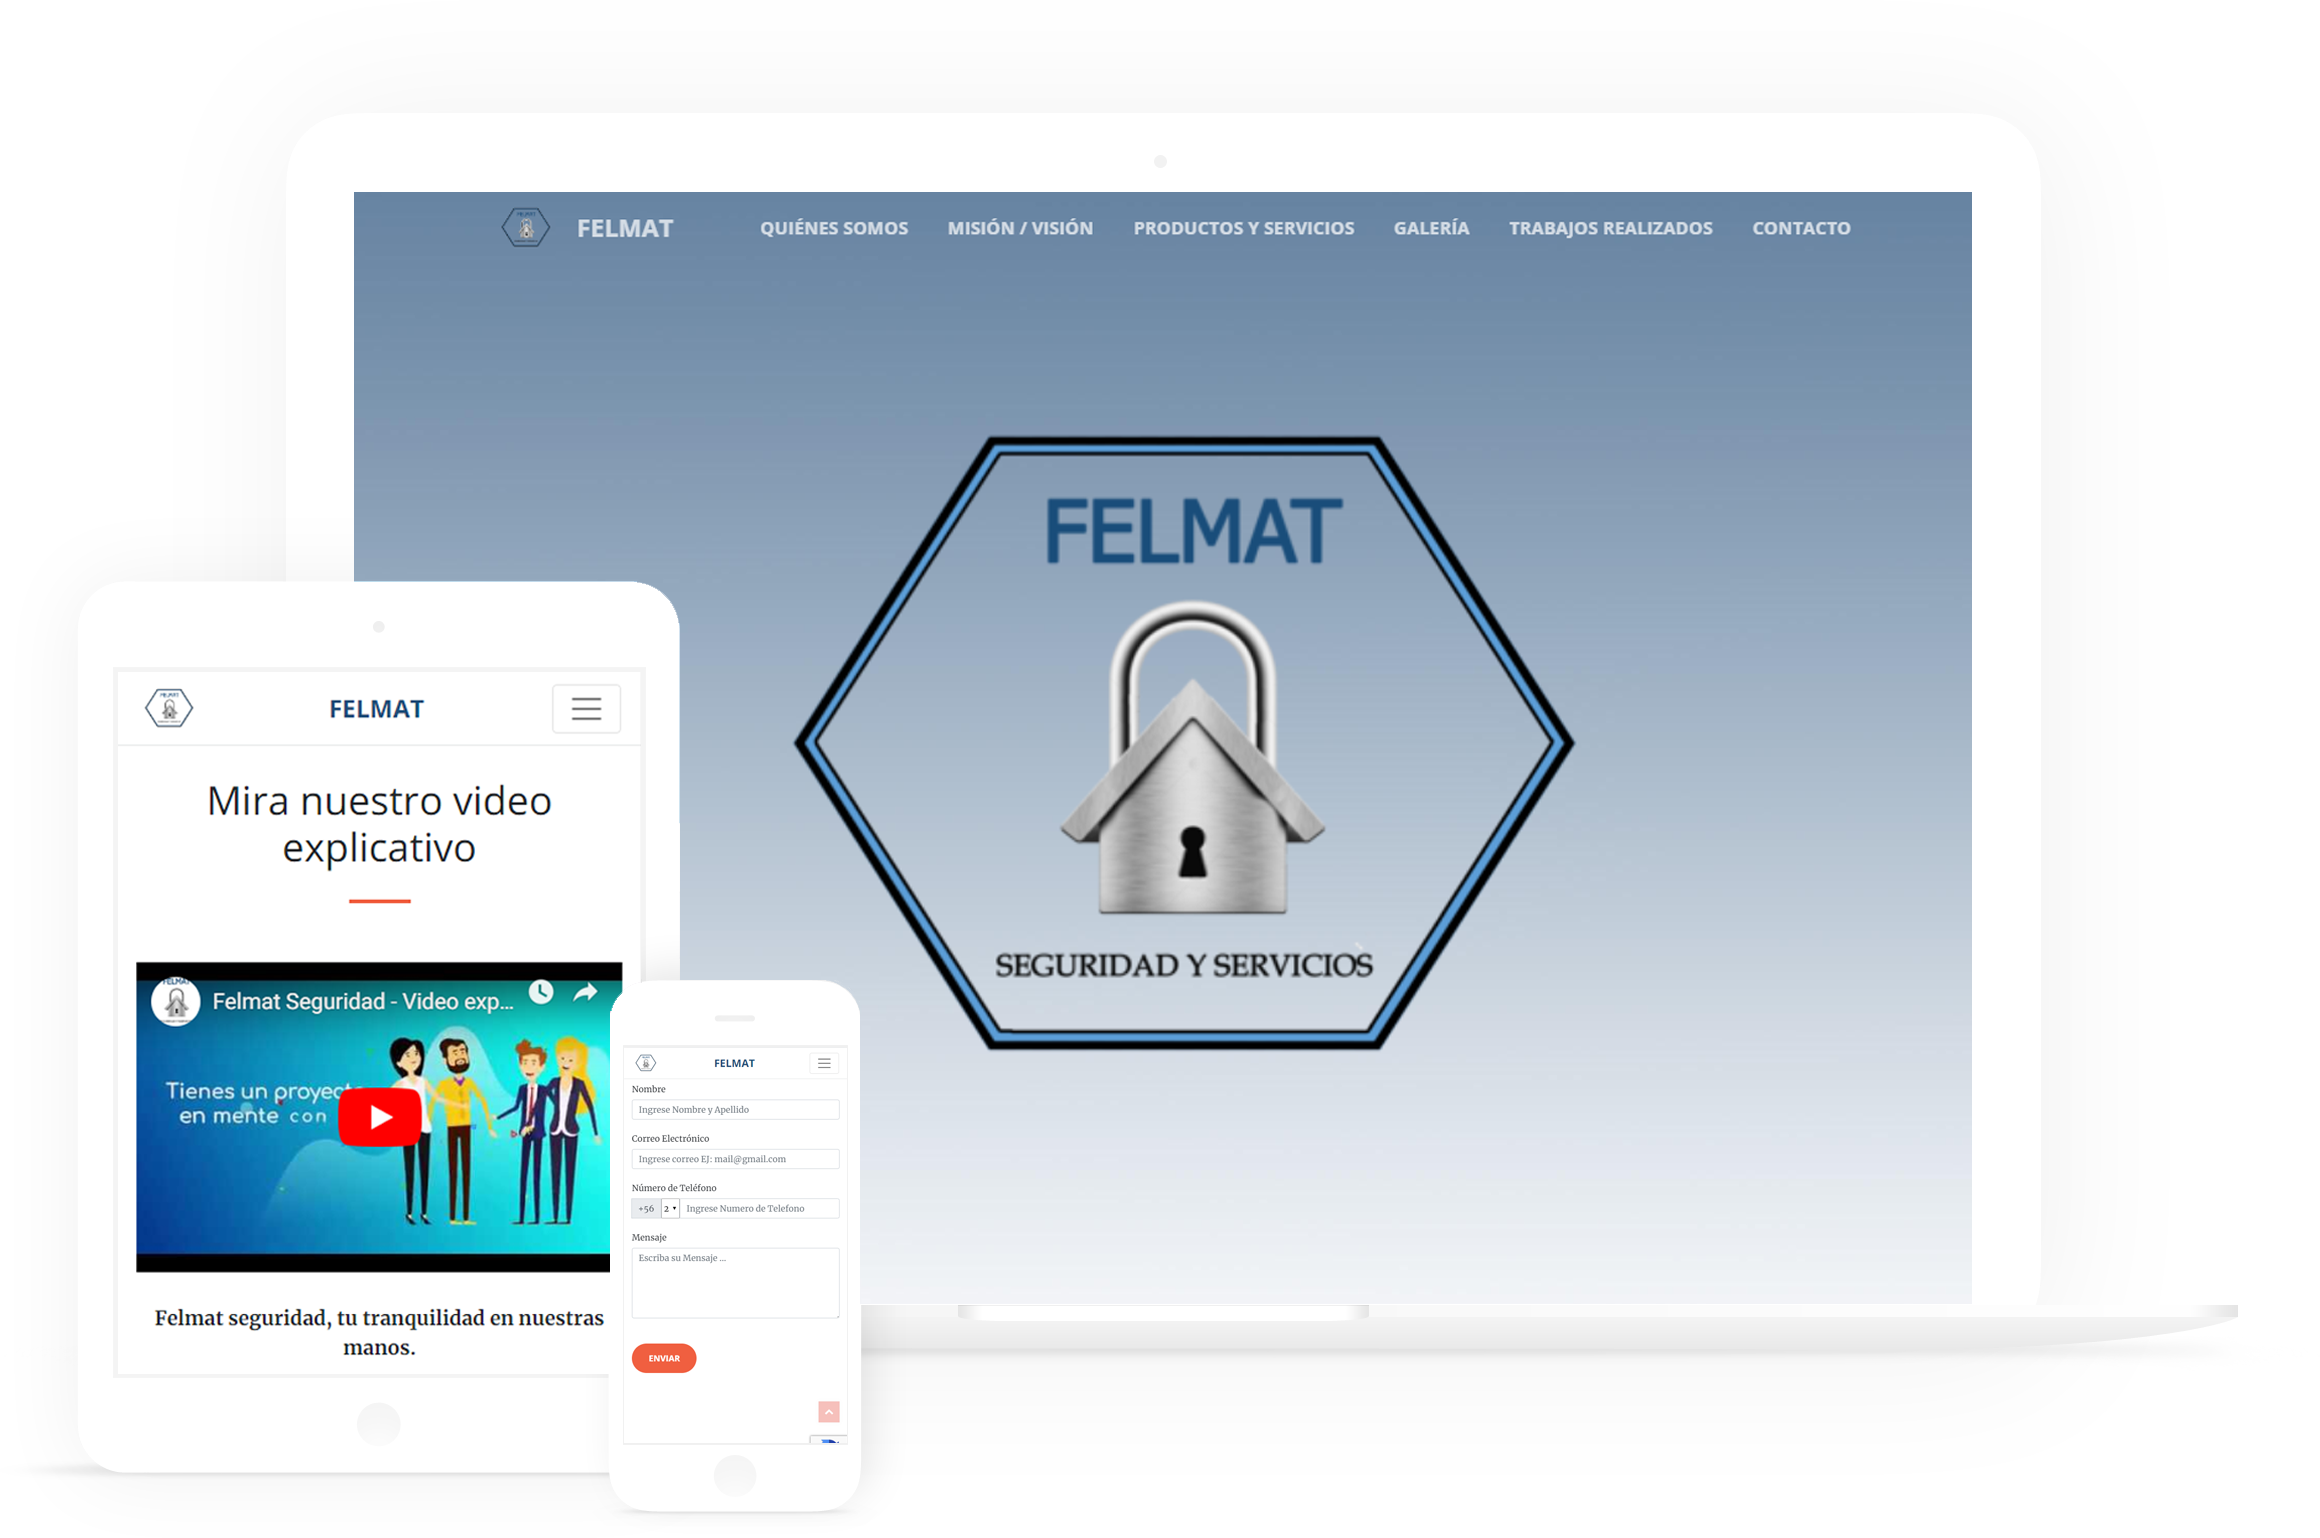 FELMAT
QUIÉNES SOMOS
MISIÓN / VISIÓN
PRODUCTOS Y SERVICIOS
GALERÍA
TRABAJOS REALIZADOS
CONTACTO
FELMAT
SEGURIDAD Y SERVICIOS
FELMAT
FELMAT
Mira nuestro video
explicativo
FELMAT
Felmat Seguridad - Video exp...
Tienes un
en mente con
Felmat seguridad, tu tranquilidad en nuestras
manos.
FELMAT
Nombre
Ingrese Nombre y Apellido
Correo Electrónico
Ingrese correo EJ: mail@gmail.com
Número de Teléfono
+56 2 Ingrese Numero de Telefono
Mensaje
Escriba su Mensaje ...
ENVIAR